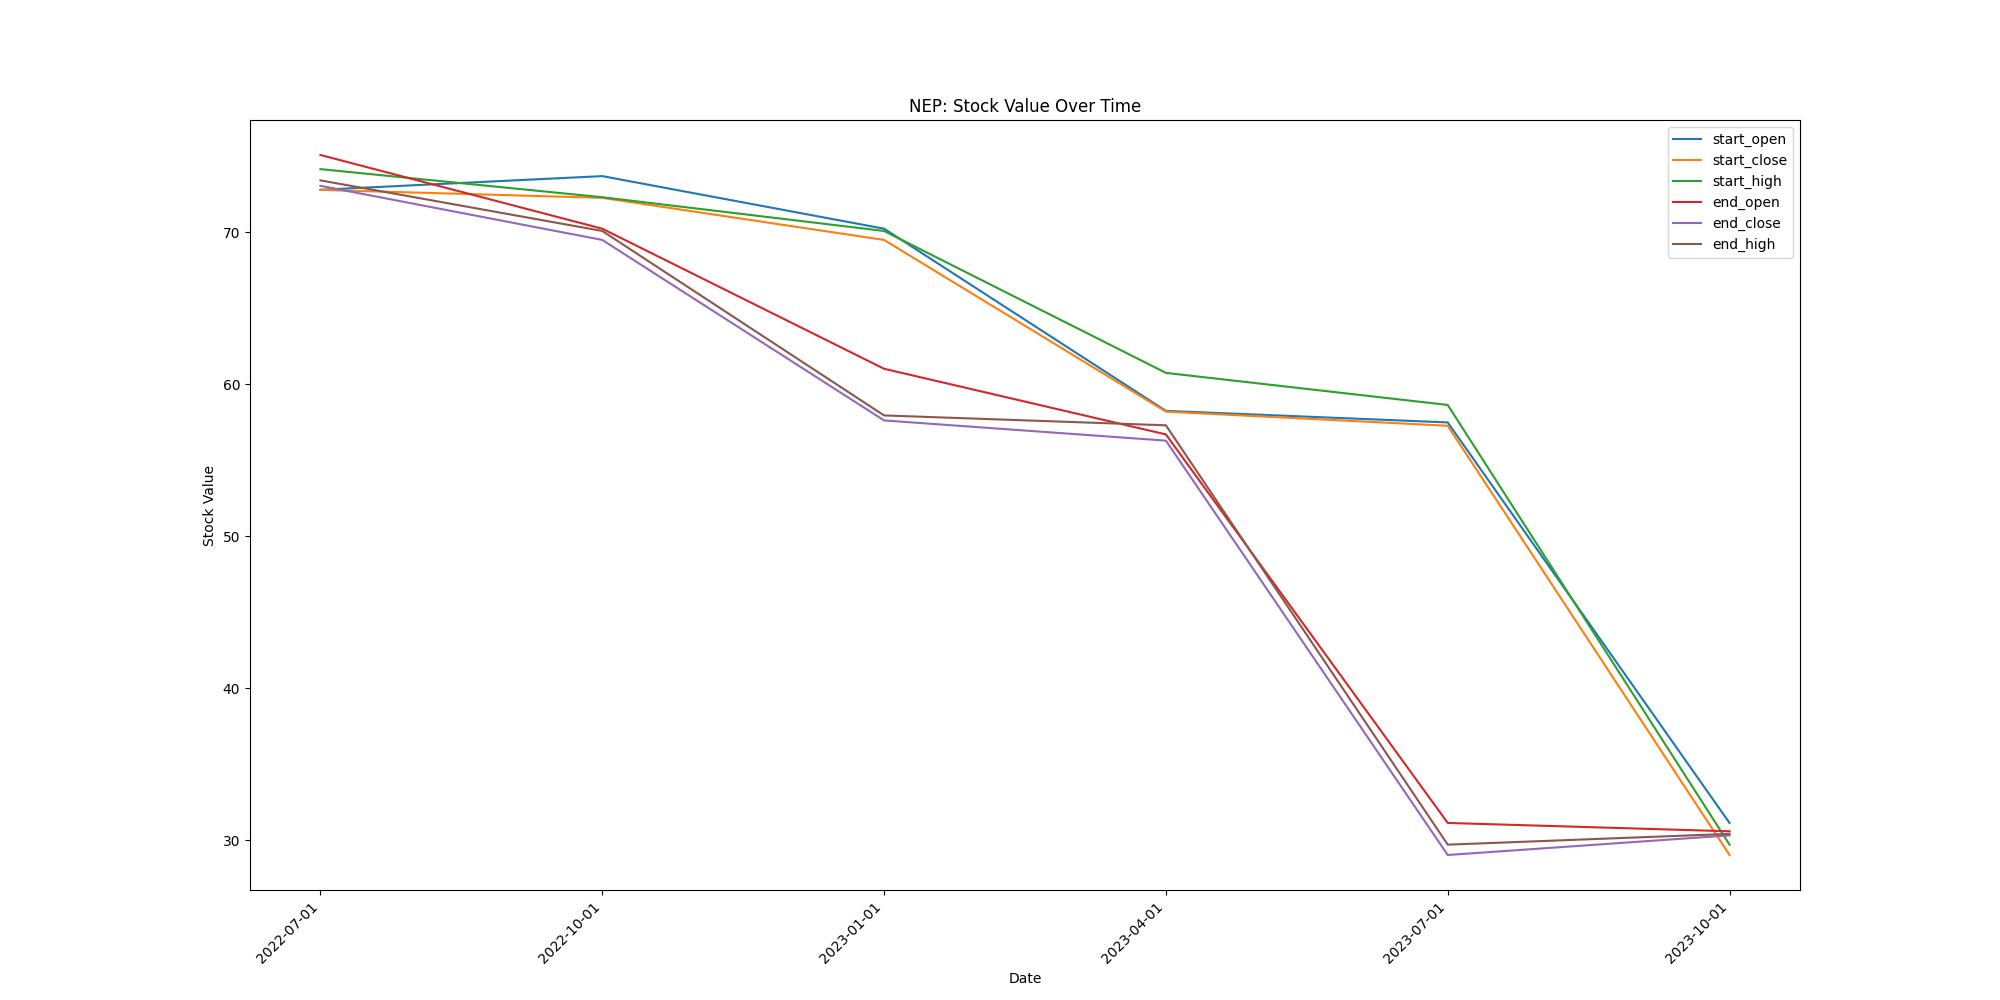 NEP: Stock Value Over Time
start_open
start_close
start_high
end_open
end_close
end_high
Stock Value
70
60
50
40
30
2022-07-01
2022-10-01
2023-01-01
2023-04-01
2023-07-01
2023-10-01
Date